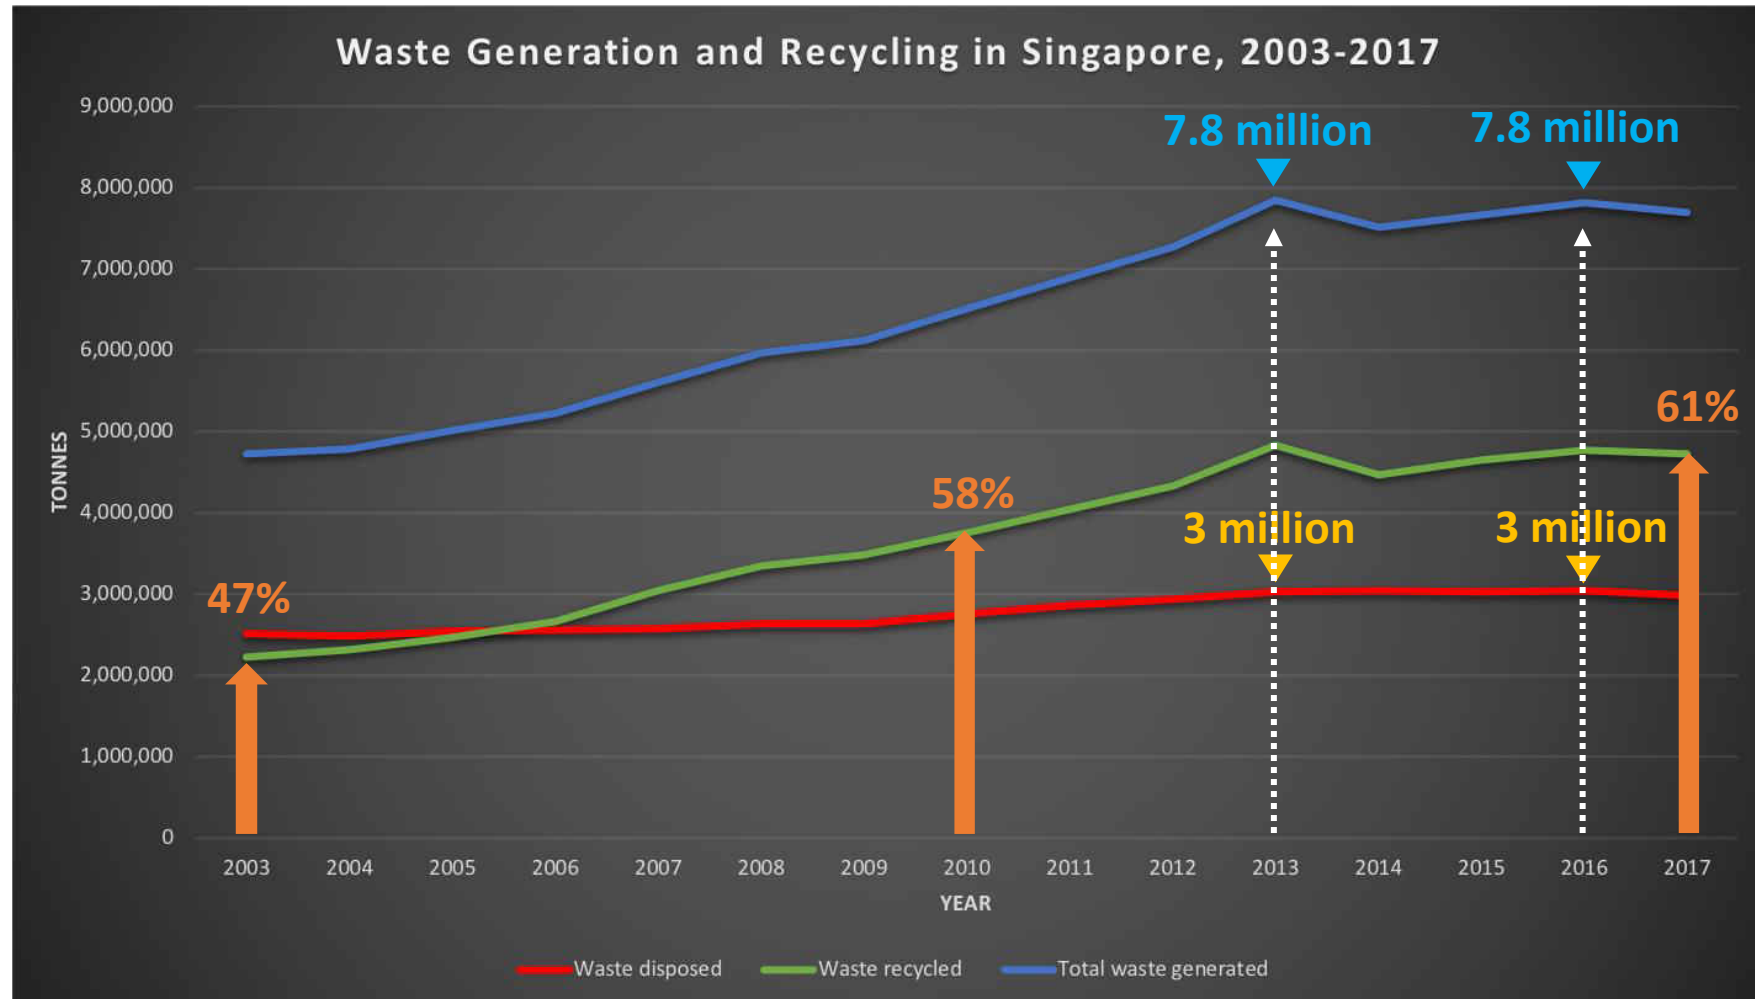 Waste Generation and Recycling in Singapore, 2003-2017
9,000,000
8,000,000
7,000,000
6,000,000
5,000,000
4,000,000
3,000,000
2,000,000
1,000,000
0
TONNES
7.8 million
7.8 million
61%
58%
3 million
3 million
47%
2003 2004 2005 2006 2007 2008 2009 2010 2011 2012 2013 2014 2015 2016 2017
YEAR
Waste disposed Waste recycled Total waste generated